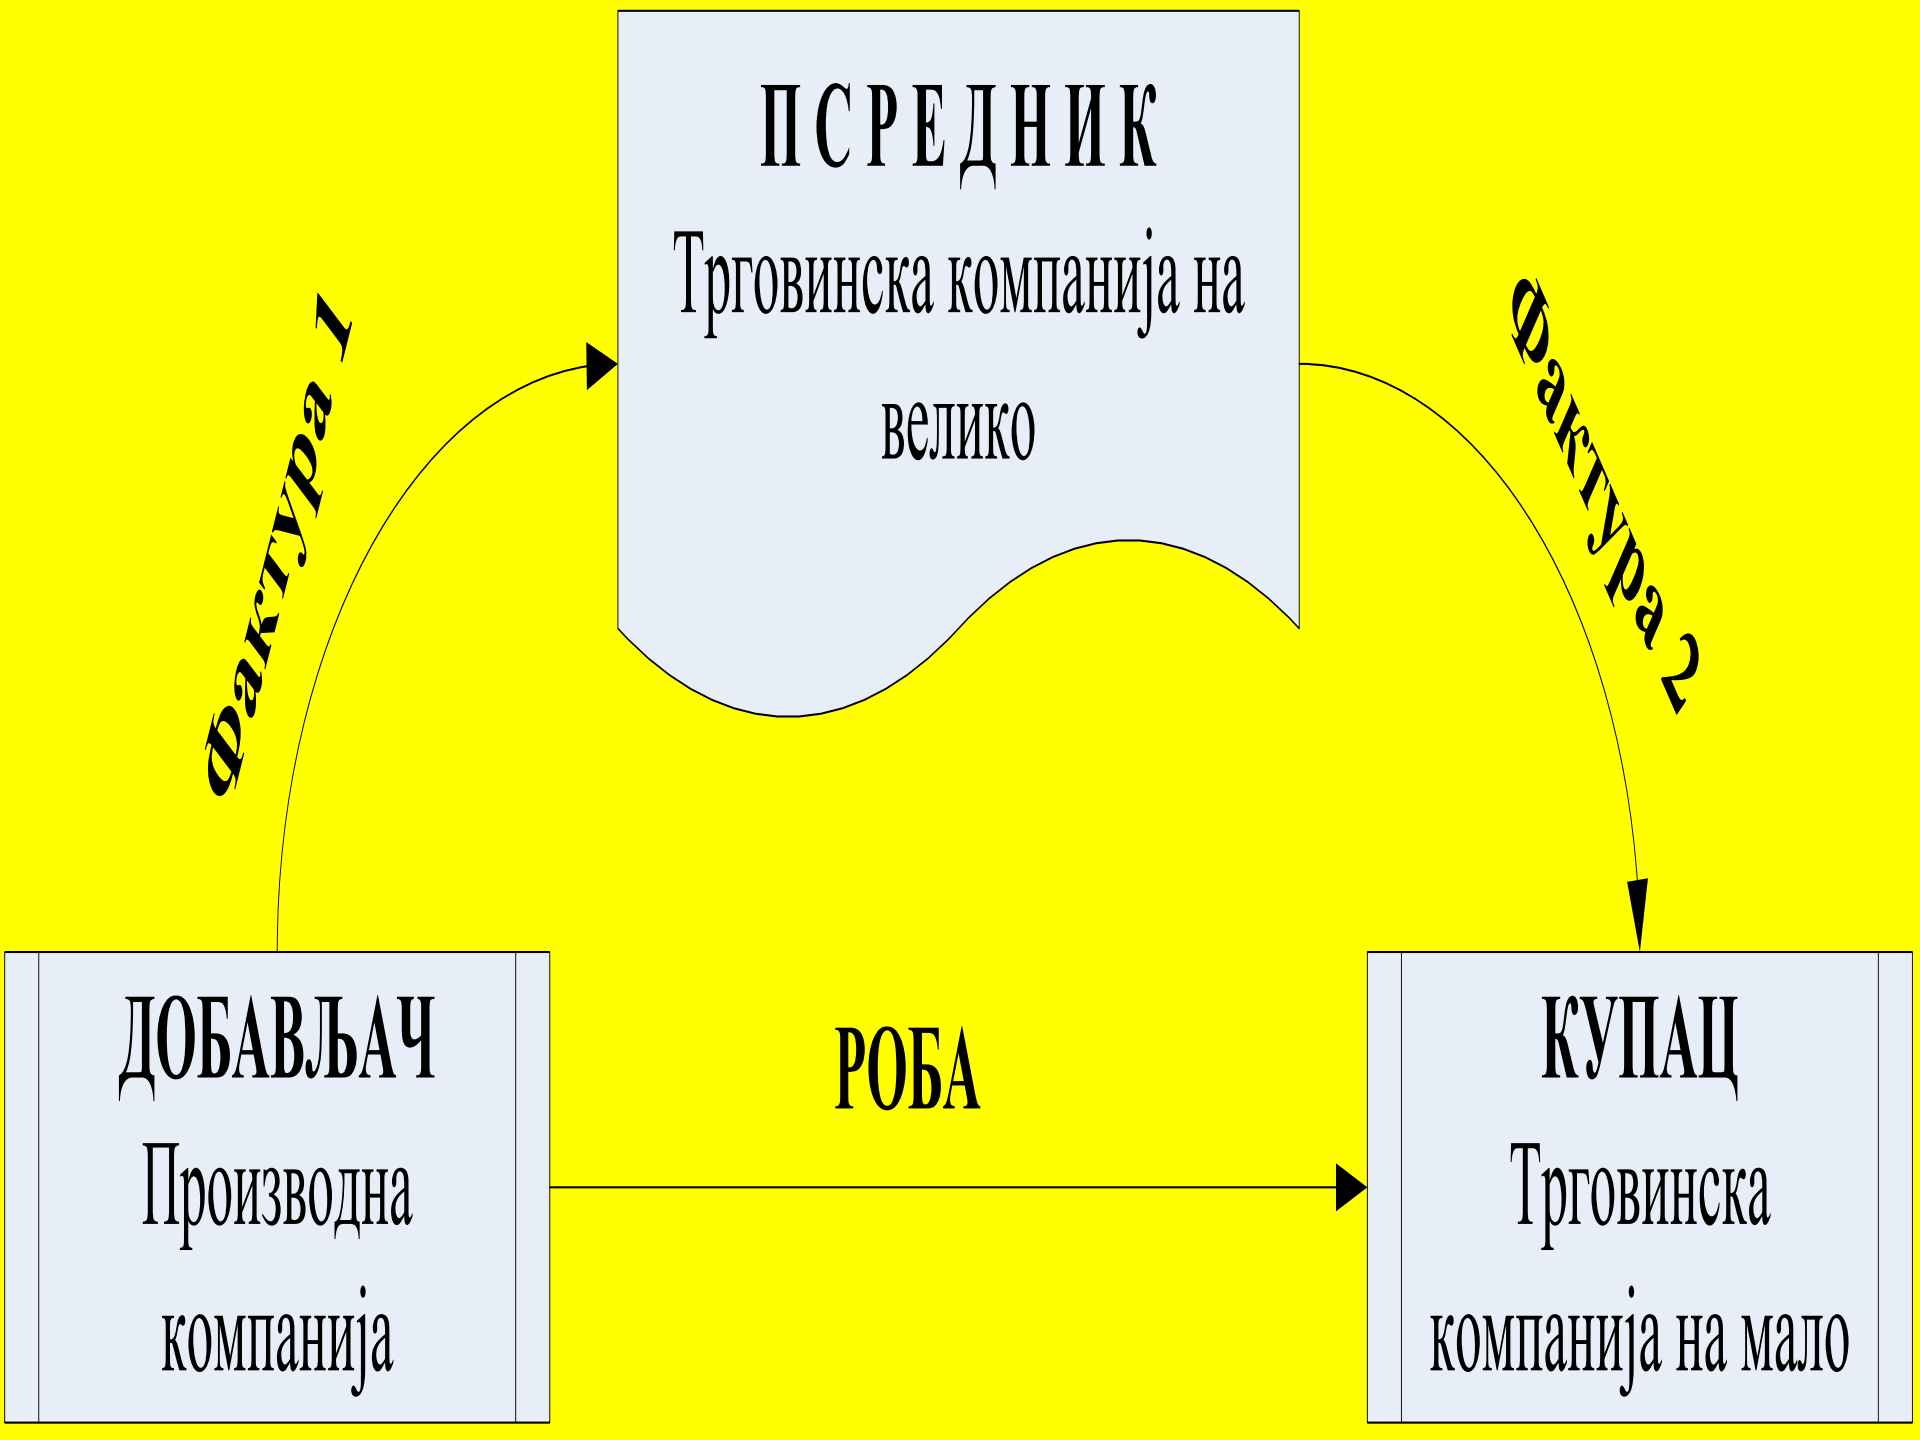 П С Р Е Д Н И К
Трговинска компанија на
велико
Фактура 1
Фактура 2
ДОБАВЉАЧ
Производна
компанија
РОБА
КУПАЦ
Трговинска
компанија на мало